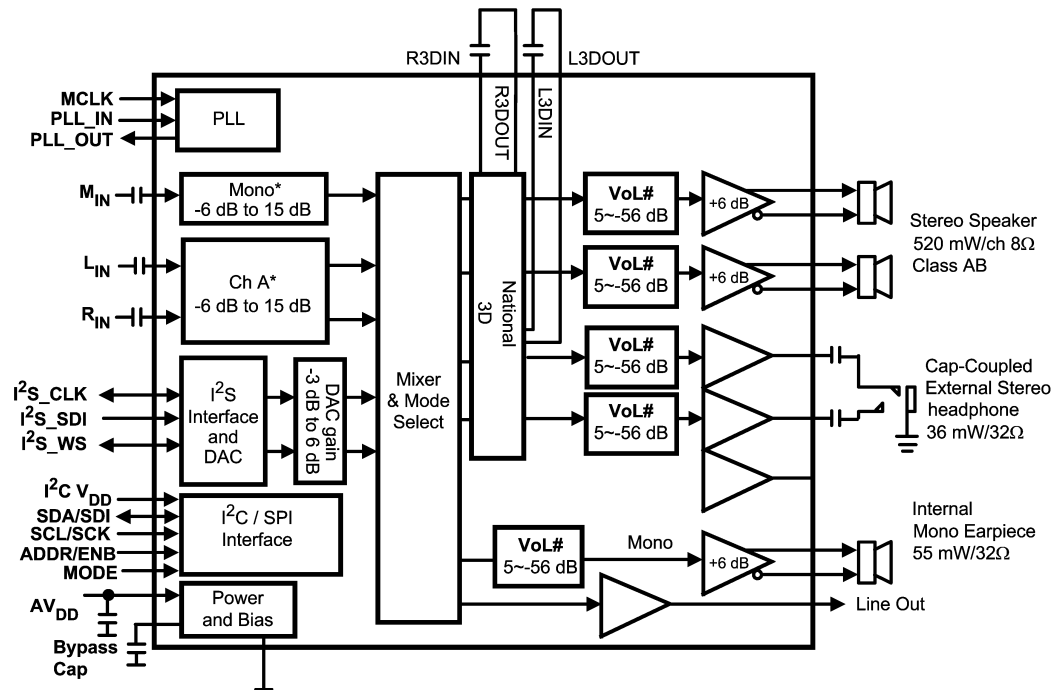 R3DIN
L3DOUT
R3DOUT
L3DIN
MCLK
PLL_IN
PLL_OUT
PLL
M_IN
Mono*
-6 dB to 15 dB
L_IN
R_IN
Ch A*
-6 dB to 15 dB
I²S_CLK
I²S_SDI
I²S_WS
I²S
Interface
and
DAC
DAC gain
-3 dB to 6 dB
I²C V_DD
SDA/SDI
SCL/SCK
ADDR/ENB
MODE
I²C / SPI
Interface
AV_DD
Bypass
Cap
Power
and Bias
Mixer
& Mode
Select
National
3D
VoL#
5~-56 dB
+6 dB
VoL#
5~-56 dB
+6 dB
Stereo Speaker
520 mW/ch 8Ω
Class AB
VoL#
5~-56 dB
VoL#
5~-56 dB
Cap-Coupled
External Stereo
headphone
36 mW/32Ω
VoL#
5~-56 dB
Mono
+6 dB
Internal
Mono Earpiece
55 mW/32Ω
Line Out